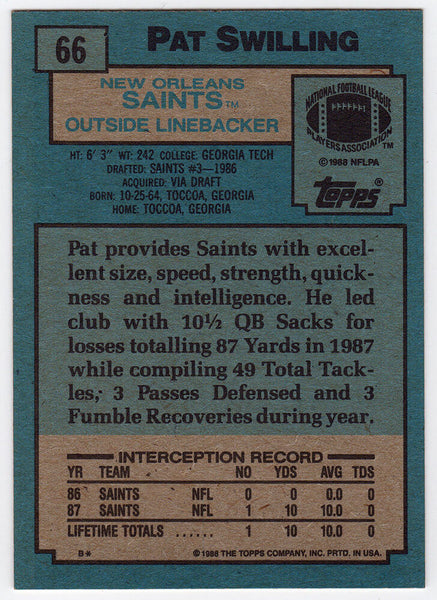 66
PAT SWILLING
NEW ORLEANS
SAINTS™
OUTSIDE LINEBACKER
NATIONAL FOOTBALL LEAGUE
PLAYERS ASSOCIATION™
©1988 NFLPA
TOPPS®
HT: 6' 3" WT: 242 COLLEGE: GEORGIA TECH
DRAFTED: SAINTS #3—1986
ACQUIRED: VIA DRAFT
BORN: 10-25-64, TOCCOA, GEORGIA
HOME: TOCCOA, GEORGIA
Pat provides Saints with excel-
lent size, speed, strength, quick-
ness and intelligence. He led
club with 10½ QB Sacks for
losses totalling 87 Yards in 1987
while compiling 49 Total Tack-
les, 3 Passes Defensed and 3
Fumble Recoveries during year.
INTERCEPTION RECORD
YR TEAM NO YDS AVG TDS
86 SAINTS NFL 0 0 0.0 0
87 SAINTS NFL 1 10 10.0 0
LIFETIME TOTALS ...... 1 10 10.0 0
B* ©1988 THE TOPPS COMPANY, INC. PRTD. IN USA.